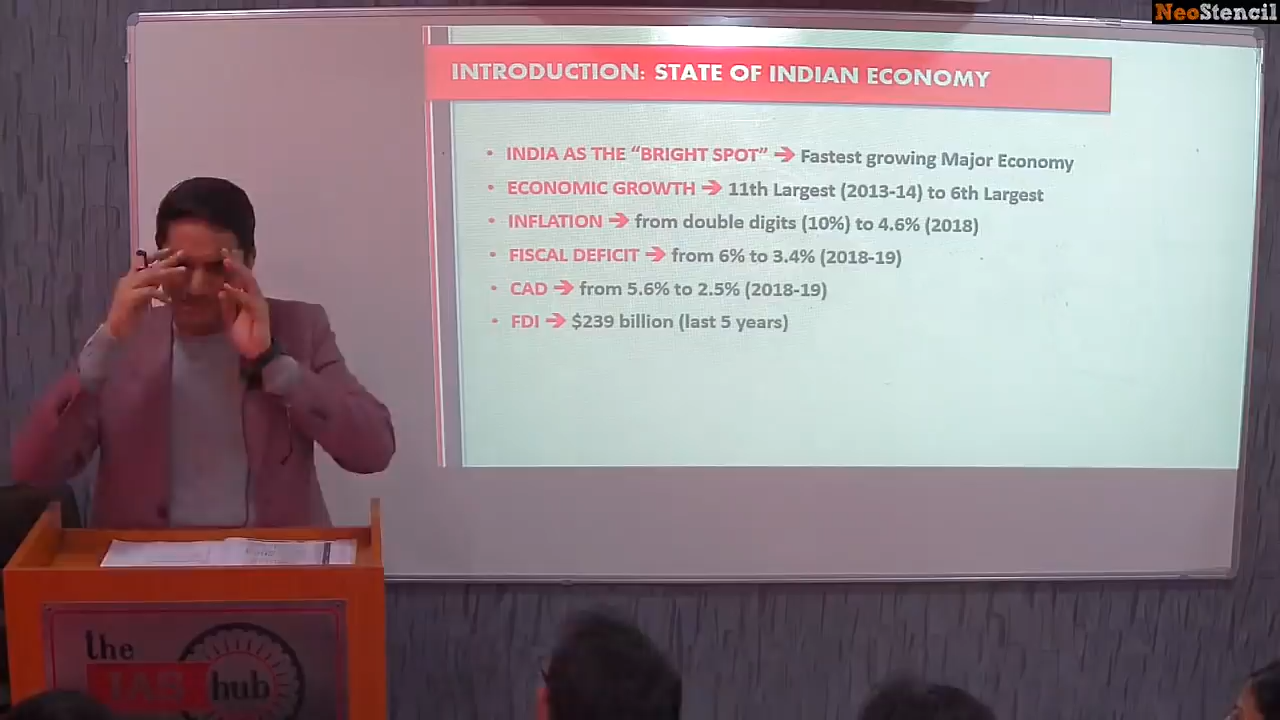 NeoStencil
INTRODUCTION: STATE OF INDIAN ECONOMY
• INDIA AS THE “BRIGHT SPOT” → Fastest growing Major Economy
• ECONOMIC GROWTH → 11th Largest (2013-14) to 6th Largest
• INFLATION → from double digits (10%) to 4.6% (2018)
• FISCAL DEFICIT → from 6% to 3.4% (2018-19)
• CAD → from 5.6% to 2.5% (2018-19)
• FDI → $239 billion (last 5 years)
the
IAS hub